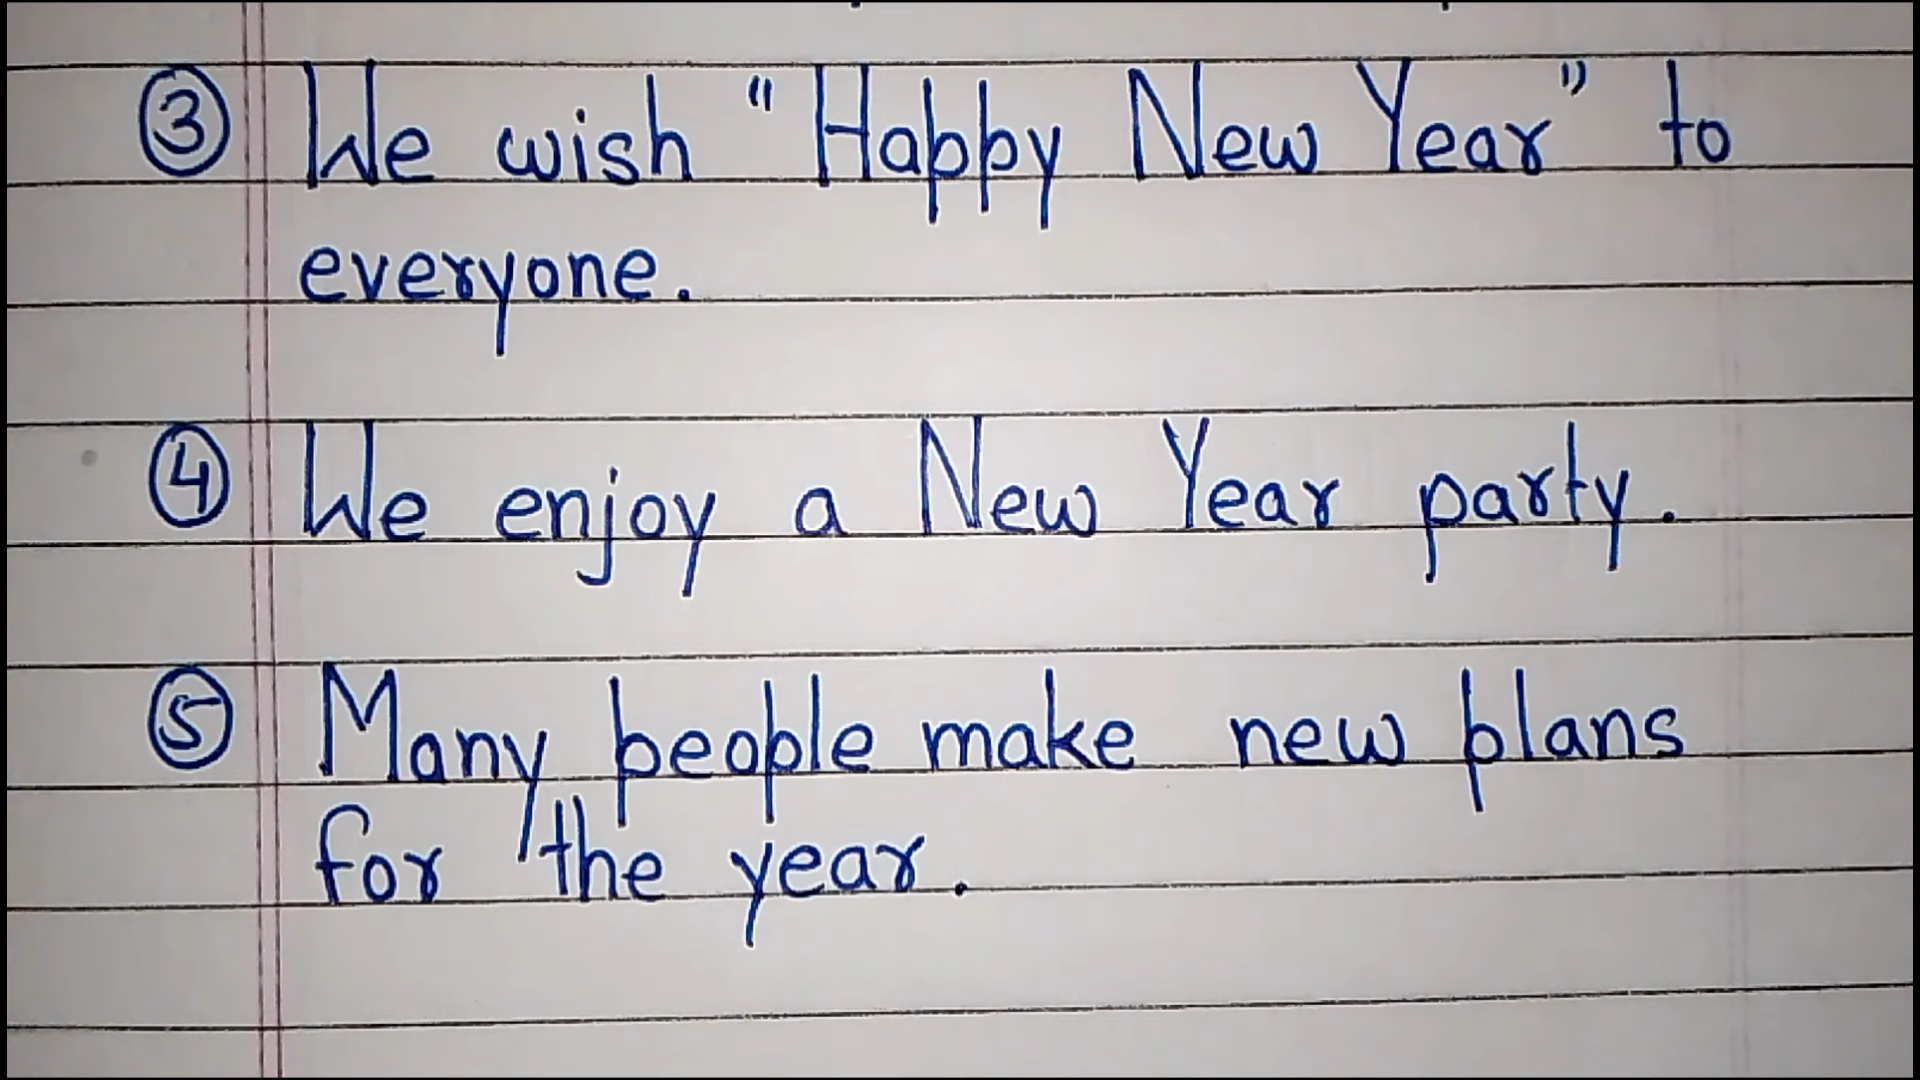 ③ We wish "Happy New Year" to
everyone.
④ We enjoy a New Year party.
⑤ Many people make new plans
for the year.